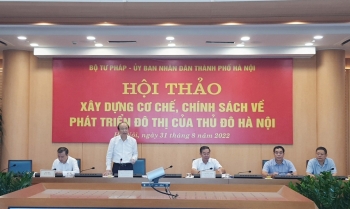 BỘ TƯ PHÁP - ỦY BAN NHÂN DÂN THÀNH PHỐ HÀ NỘI
HỘI THẢO
XÂY DỰNG CƠ CHẾ, CHÍNH SÁCH VỀ
PHÁT TRIỂN ĐÔ THỊ CỦA THỦ ĐÔ HÀ NỘI
Nội, ngày 31 tháng 8 năm 2022